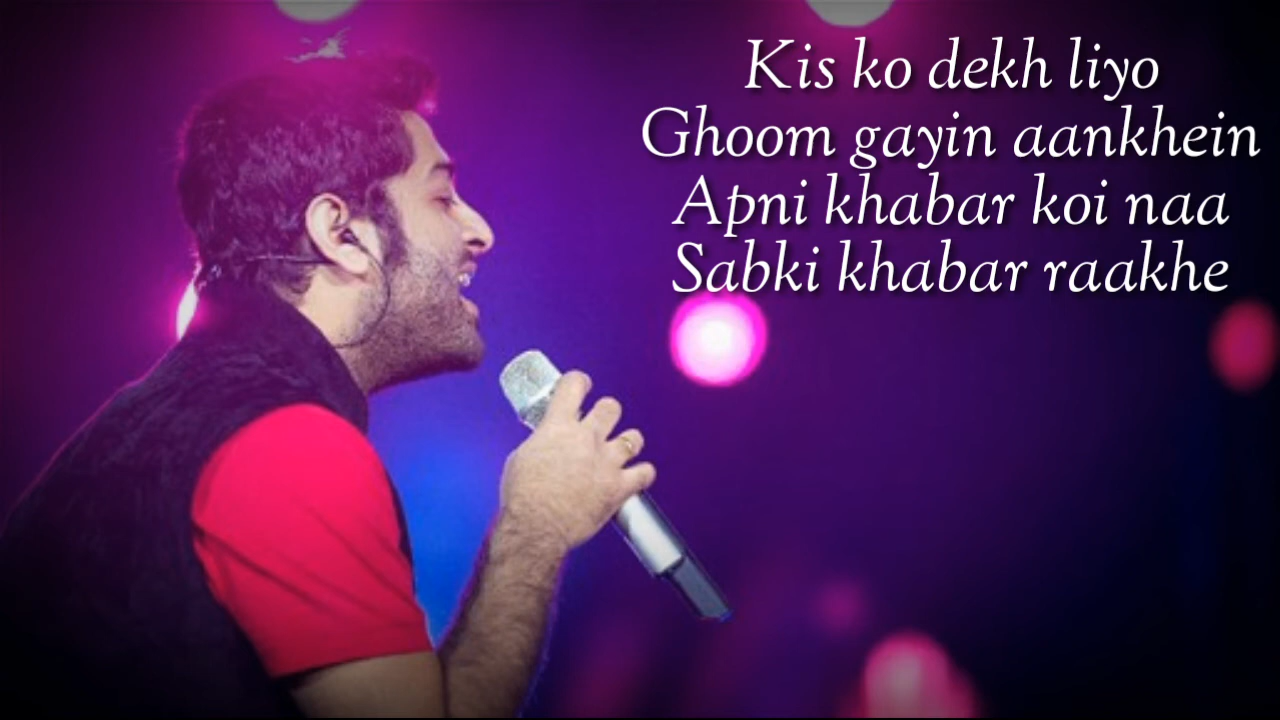 Kis ko dekh liyo
Ghoom gayin aankhein
Apni khabar koi naa
Sabki khabar raakhe